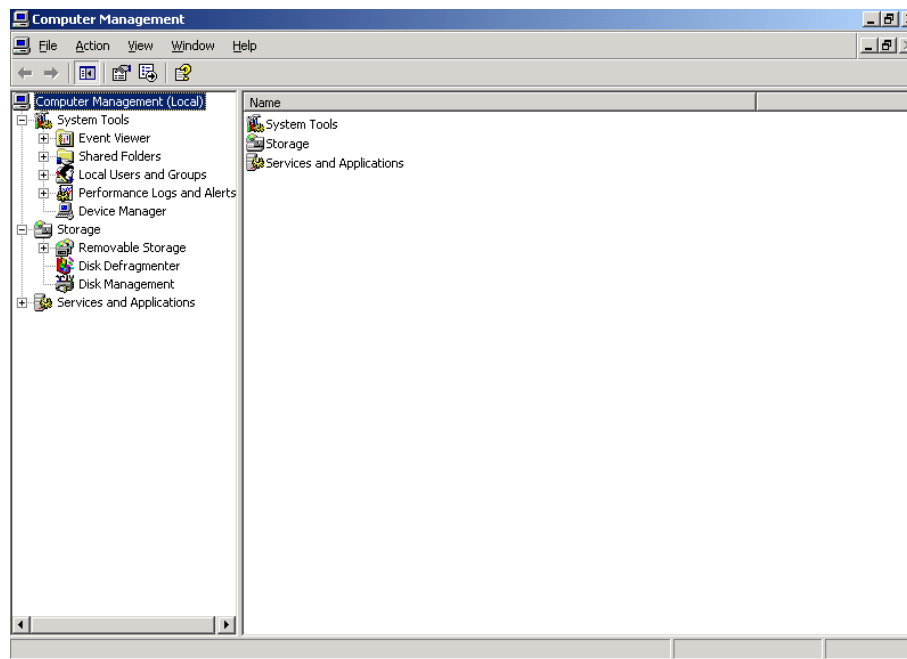 Computer Management
File Action View Window Help
Computer Management (Local)
System Tools
Event Viewer
Shared Folders
Local Users and Groups
Performance Logs and Alerts
Device Manager
Storage
Removable Storage
Disk Defragmenter
Disk Management
Services and Applications
Name
System Tools
Storage
Services and Applications